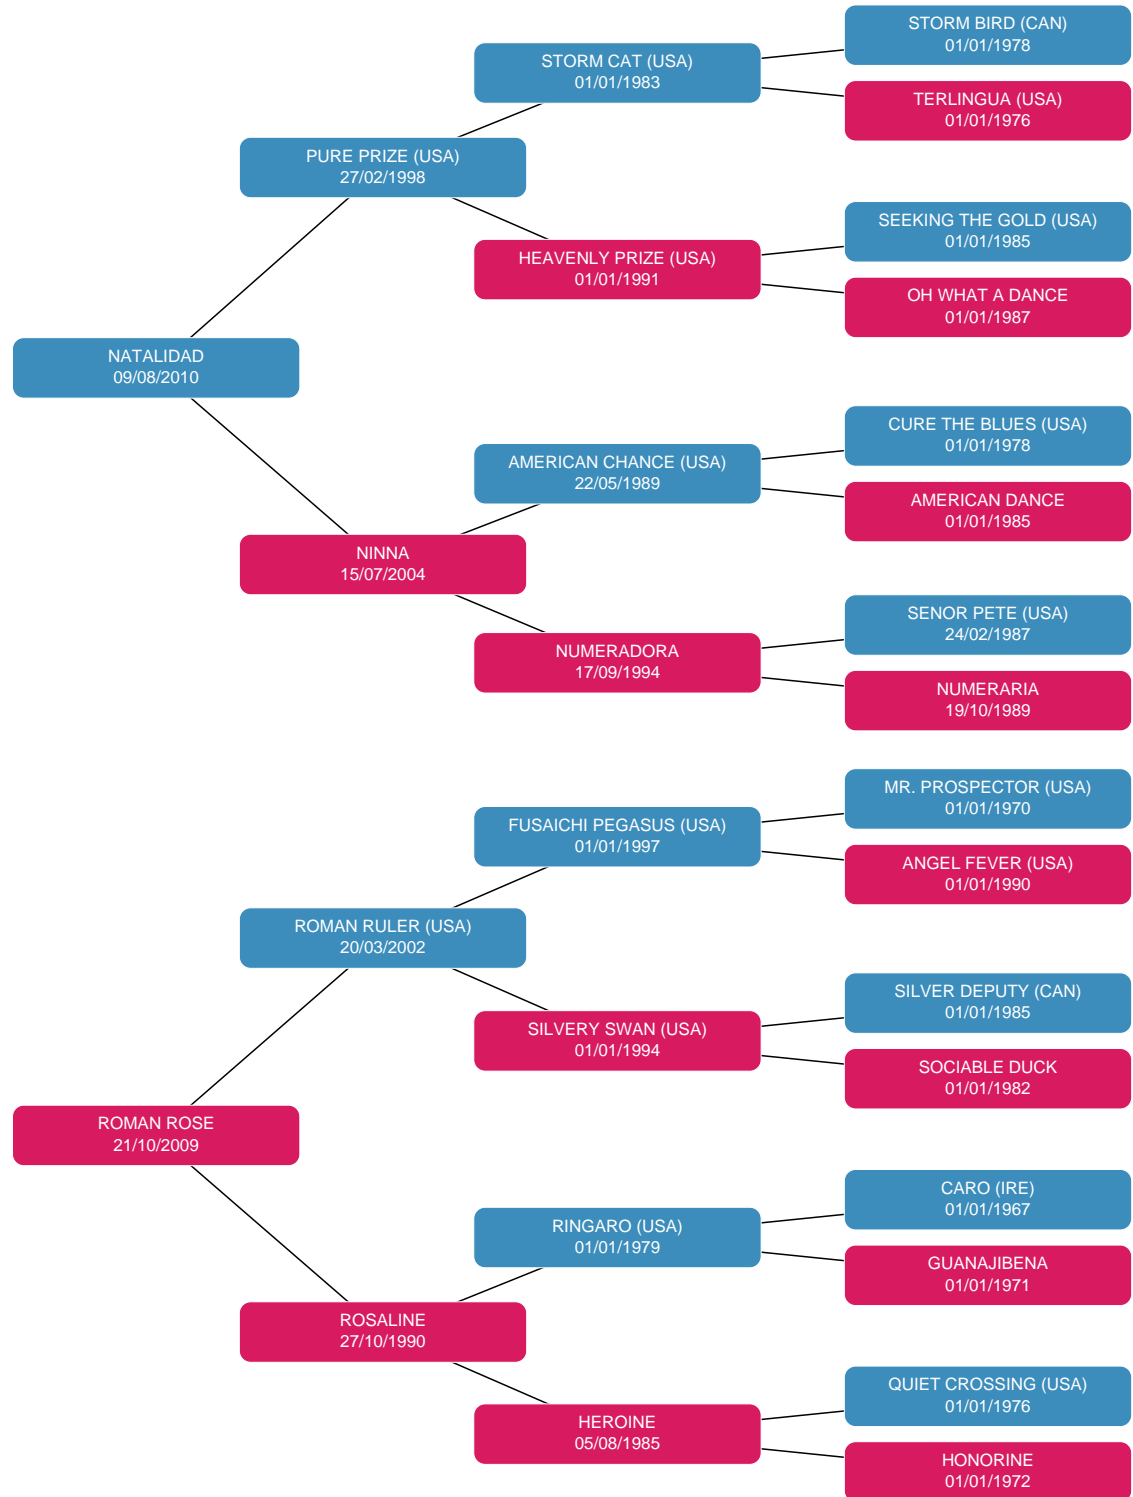 STORM BIRD (CAN)
01/01/1978
STORM CAT (USA)
01/01/1983
TERLINGUA (USA)
01/01/1976
PURE PRIZE (USA)
27/02/1998
SEEKING THE GOLD (USA)
01/01/1985
HEAVENLY PRIZE (USA)
01/01/1991
OH WHAT A DANCE
01/01/1987
NATALIDAD
09/08/2010
CURE THE BLUES (USA)
01/01/1978
AMERICAN CHANCE (USA)
22/05/1989
AMERICAN DANCE
01/01/1985
NINNA
15/07/2004
SENOR PETE (USA)
24/02/1987
NUMERADORA
17/09/1994
NUMERARIA
19/10/1989
MR. PROSPECTOR (USA)
01/01/1970
FUSAICHI PEGASUS (USA)
01/01/1997
ANGEL FEVER (USA)
01/01/1990
ROMAN RULER (USA)
20/03/2002
SILVER DEPUTY (CAN)
01/01/1985
SILVERY SWAN (USA)
01/01/1994
SOCIABLE DUCK
01/01/1982
ROMAN ROSE
21/10/2009
CARO (IRE)
01/01/1967
RINGARO (USA)
01/01/1979
GUANAJIBENA
01/01/1971
ROSALINE
27/10/1990
QUIET CROSSING (USA)
01/01/1976
HEROINE
05/08/1985
HONORINE
01/01/1972